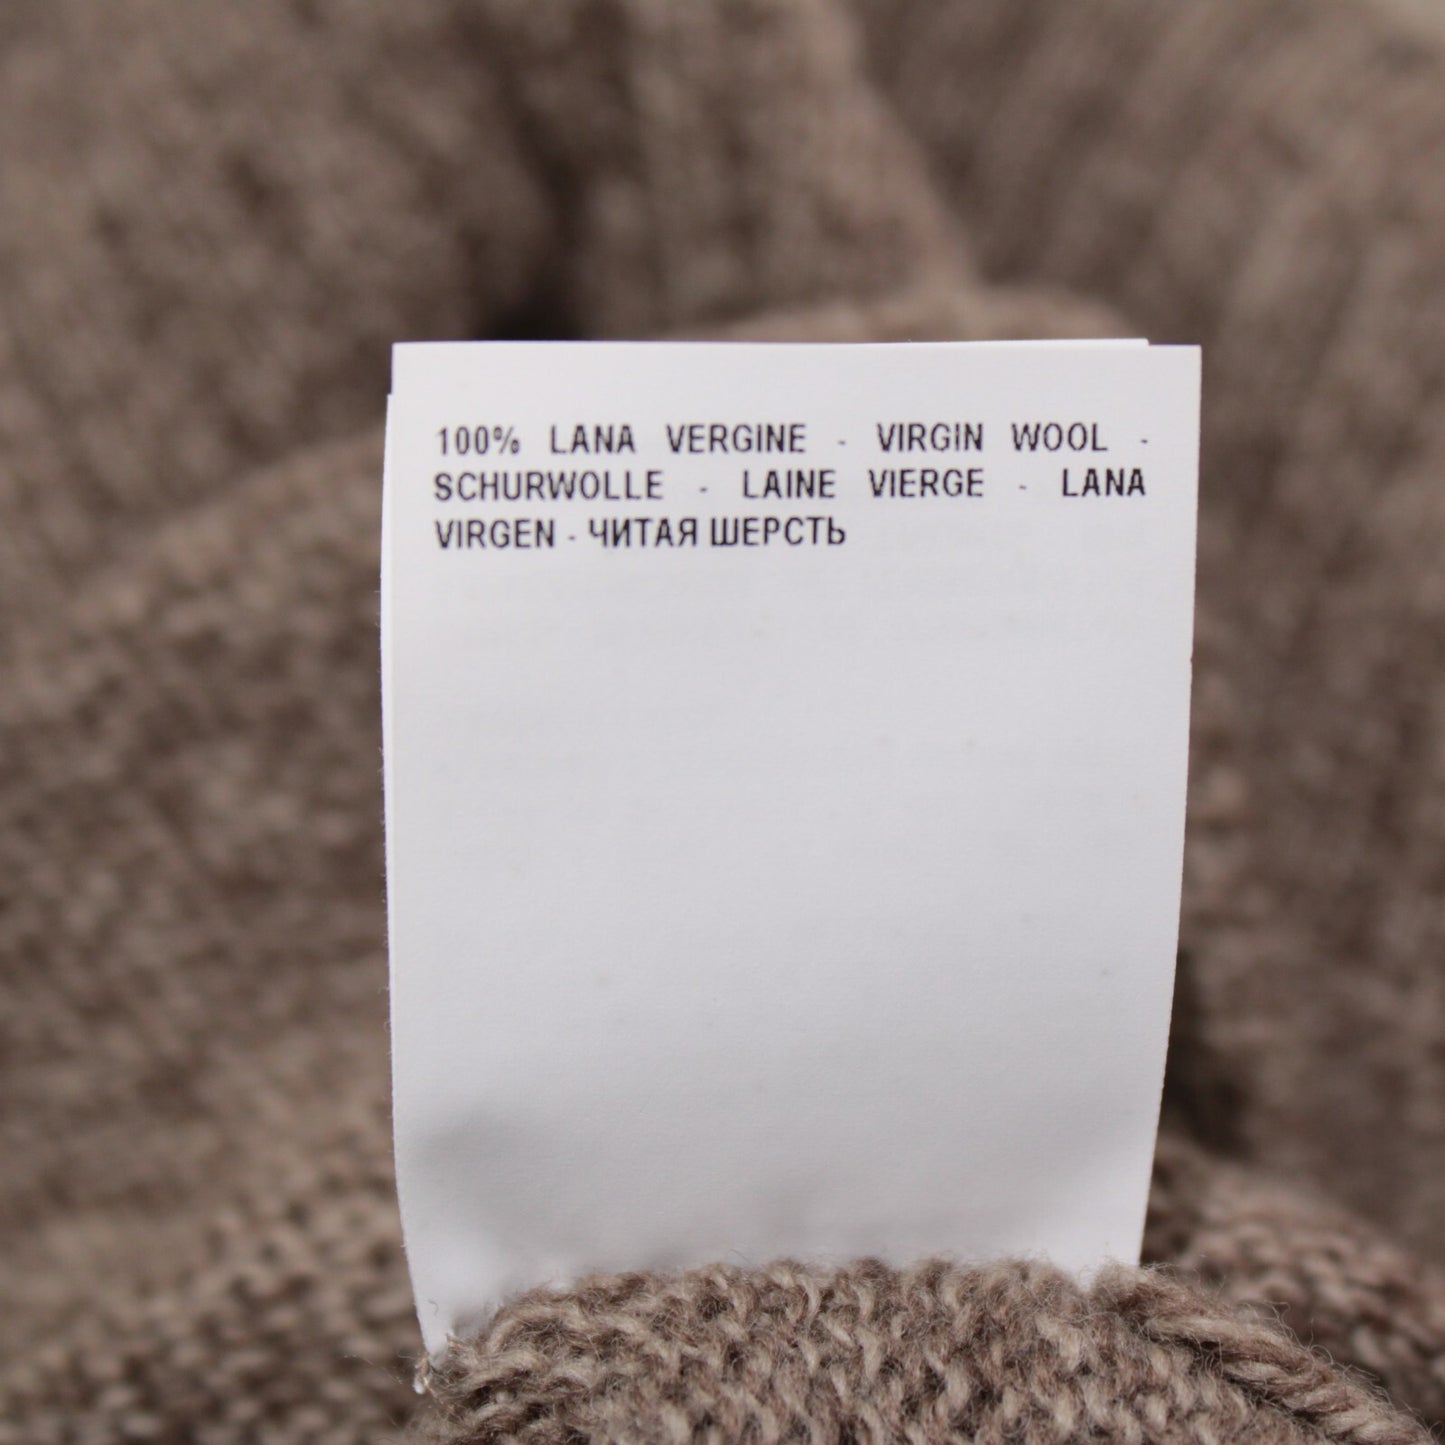 100% LANA VERGINE - VIRGIN WOOL -
SCHURWOLLE - LAINE VIERGE - LANA
VIRGEN - ЧИТАЯ ШЕРСТЬ